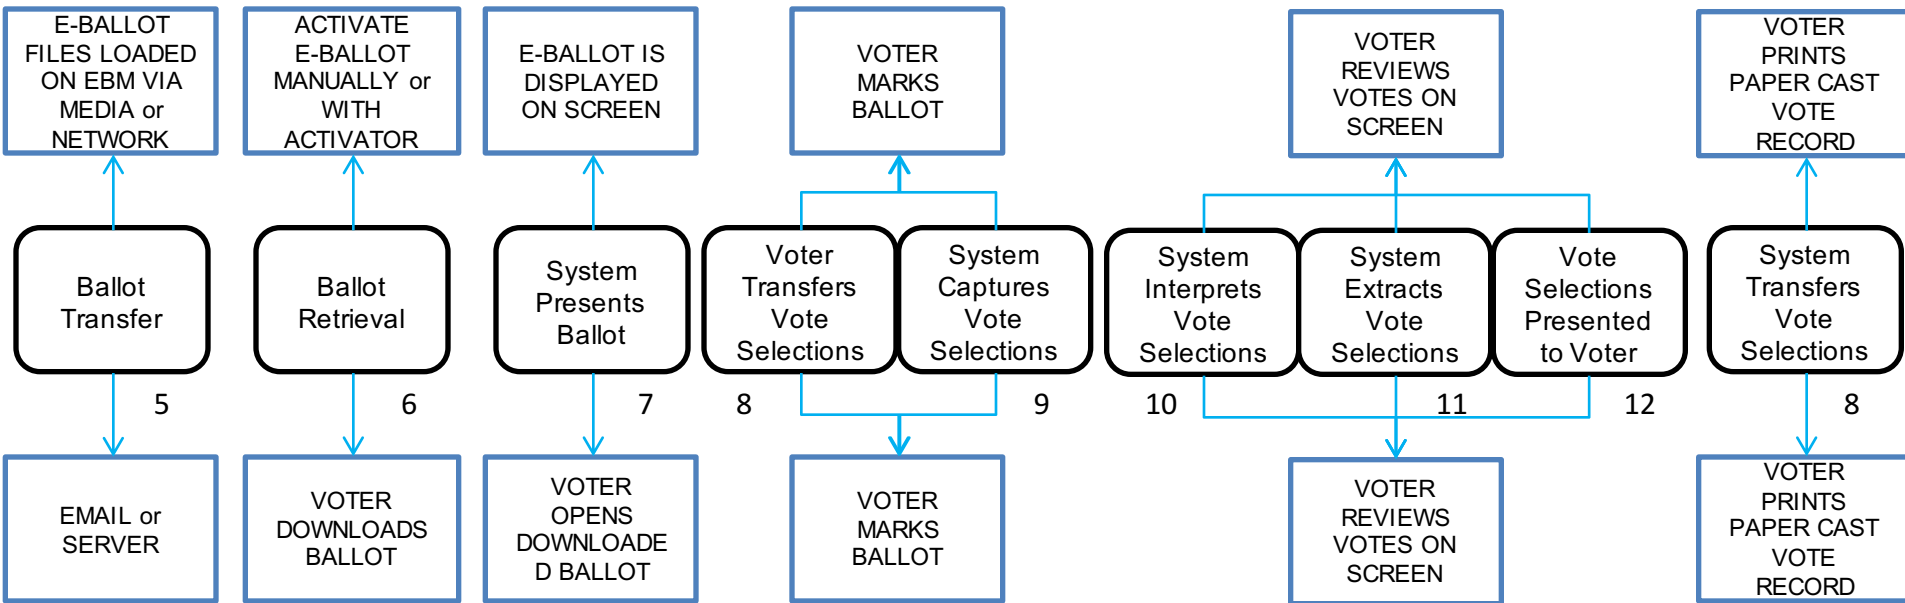 E-BALLOT
FILES LOADED
ON EBM VIA
MEDIA or
NETWORK
ACTIVATE
E-BALLOT
MANUALLY or
WITH
ACTIVATOR
E-BALLOT IS
DISPLAYED
ON SCREEN
VOTER
MARKS
BALLOT
VOTER
REVIEWS
VOTES ON
SCREEN
VOTER
PRINTS
PAPER CAST
VOTE
RECORD
Ballot
Transfer
Ballot
Retrieval
System
Presents
Ballot
Voter
Transfers
Vote
Selections
System
Captures
Vote
Selections
System
Interprets
Vote
Selections
System
Extracts
Vote
Selections
Vote
Selections
Presented
to Voter
System
Transfers
Vote
Selections
5
6
7
8
9
10
11
12
8
EMAIL or
SERVER
VOTER
DOWNLOADS
BALLOT
VOTER
OPENS
DOWNLOADE
D BALLOT
VOTER
MARKS
BALLOT
VOTER
REVIEWS
VOTES ON
SCREEN
VOTER
PRINTS
PAPER CAST
VOTE
RECORD